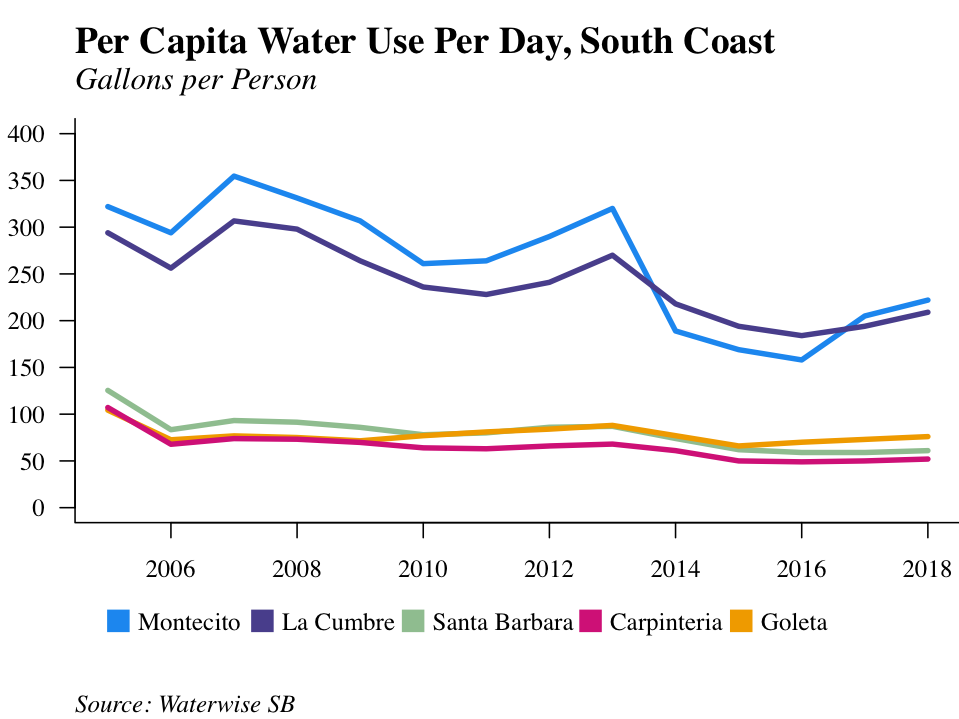 Per Capita Water Use Per Day, South Coast
Gallons per Person
400
350
300
250
200
150
100
50
0
2006 2008 2010 2012 2014 2016 2018
Montecito La Cumbre Santa Barbara Carpinteria Goleta
Source: Waterwise SB